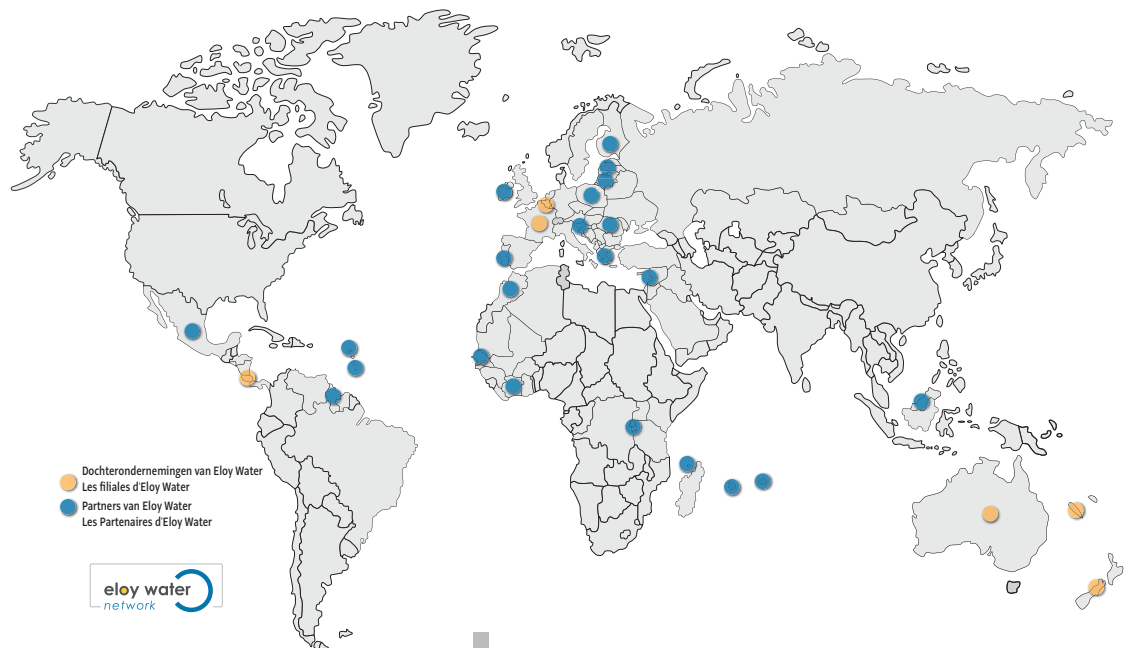 Dochterondernemingen van Eloy Water
Les filiales d'Eloy Water
Partners van Eloy Water
Les Partenaires d'Eloy Water
eloy water
network